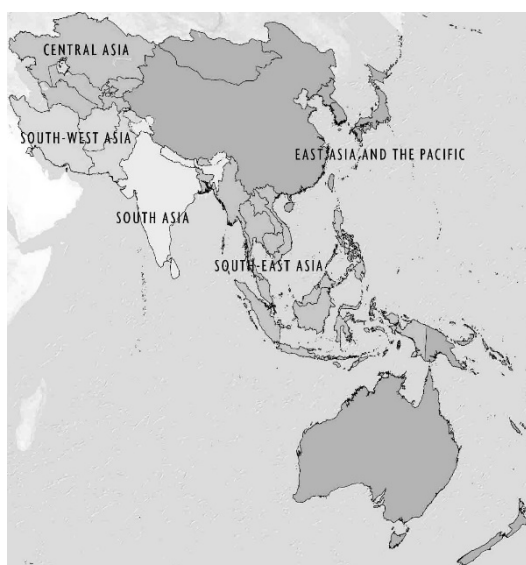 CENTRAL ASIA
SOUTH-WEST ASIA
EAST ASIA AND THE PACIFIC
SOUTH ASIA
SOUTH-EAST ASIA